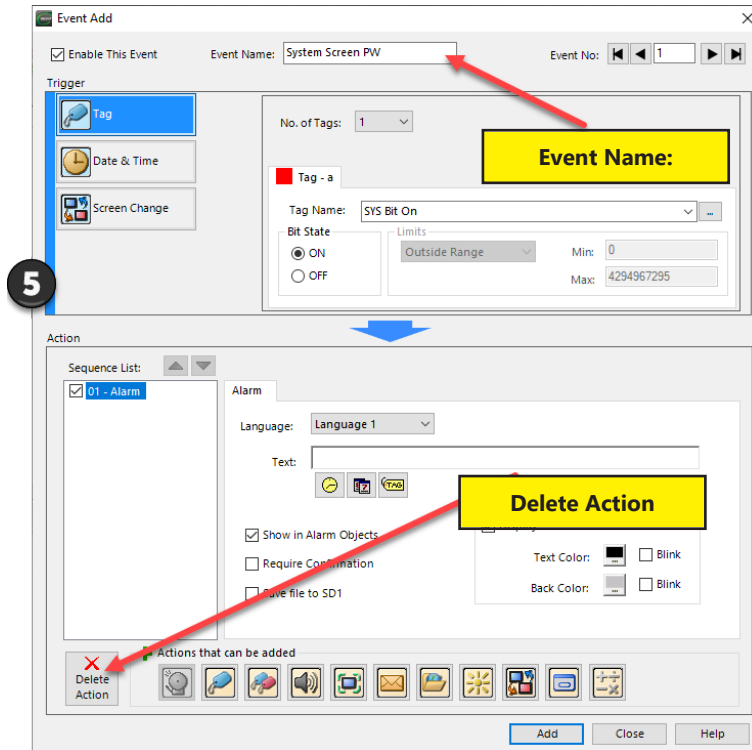 Event Add
Enable This Event Event Name: System Screen PW Event No: 1
Trigger
Tag
Date & Time
Screen Change
No. of Tags: 1
Event Name:
Tag - a
Tag Name: SYS Bit On ...
Bit State Limits
ON Outside Range Min: 0
OFF Max: 4294967295
5
Action
Sequence List:
01 - Alarm
Alarm
Language: Language 1
Text:
TAG
Delete Action
Show in Alarm Objects
Text Color: ... Blink
Require Confirmation
Back Color: ... Blink
Save file to SD1
Actions that can be added
Delete
Action
Add Close Help